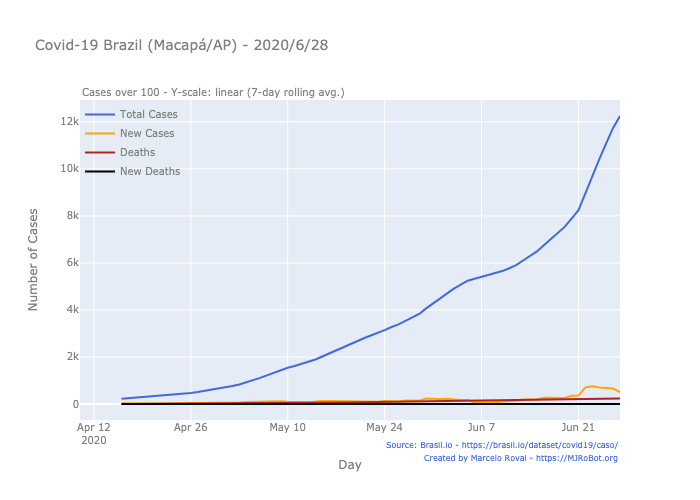 Covid-19 Brazil (Macapá/AP) - 2020/6/28
Cases over 100 - Y-scale: linear (7-day rolling avg.)
Total Cases
New Cases
Deaths
New Deaths
12k
10k
8k
6k
4k
2k
0
Number of Cases
Apr 12
2020
Apr 26
May 10
May 24
Jun 7
Jun 21
Day
Source: Brasil.io - https://brasil.io/dataset/covid19/caso/
Created by Marcelo Rovai - https://MJRoBot.org